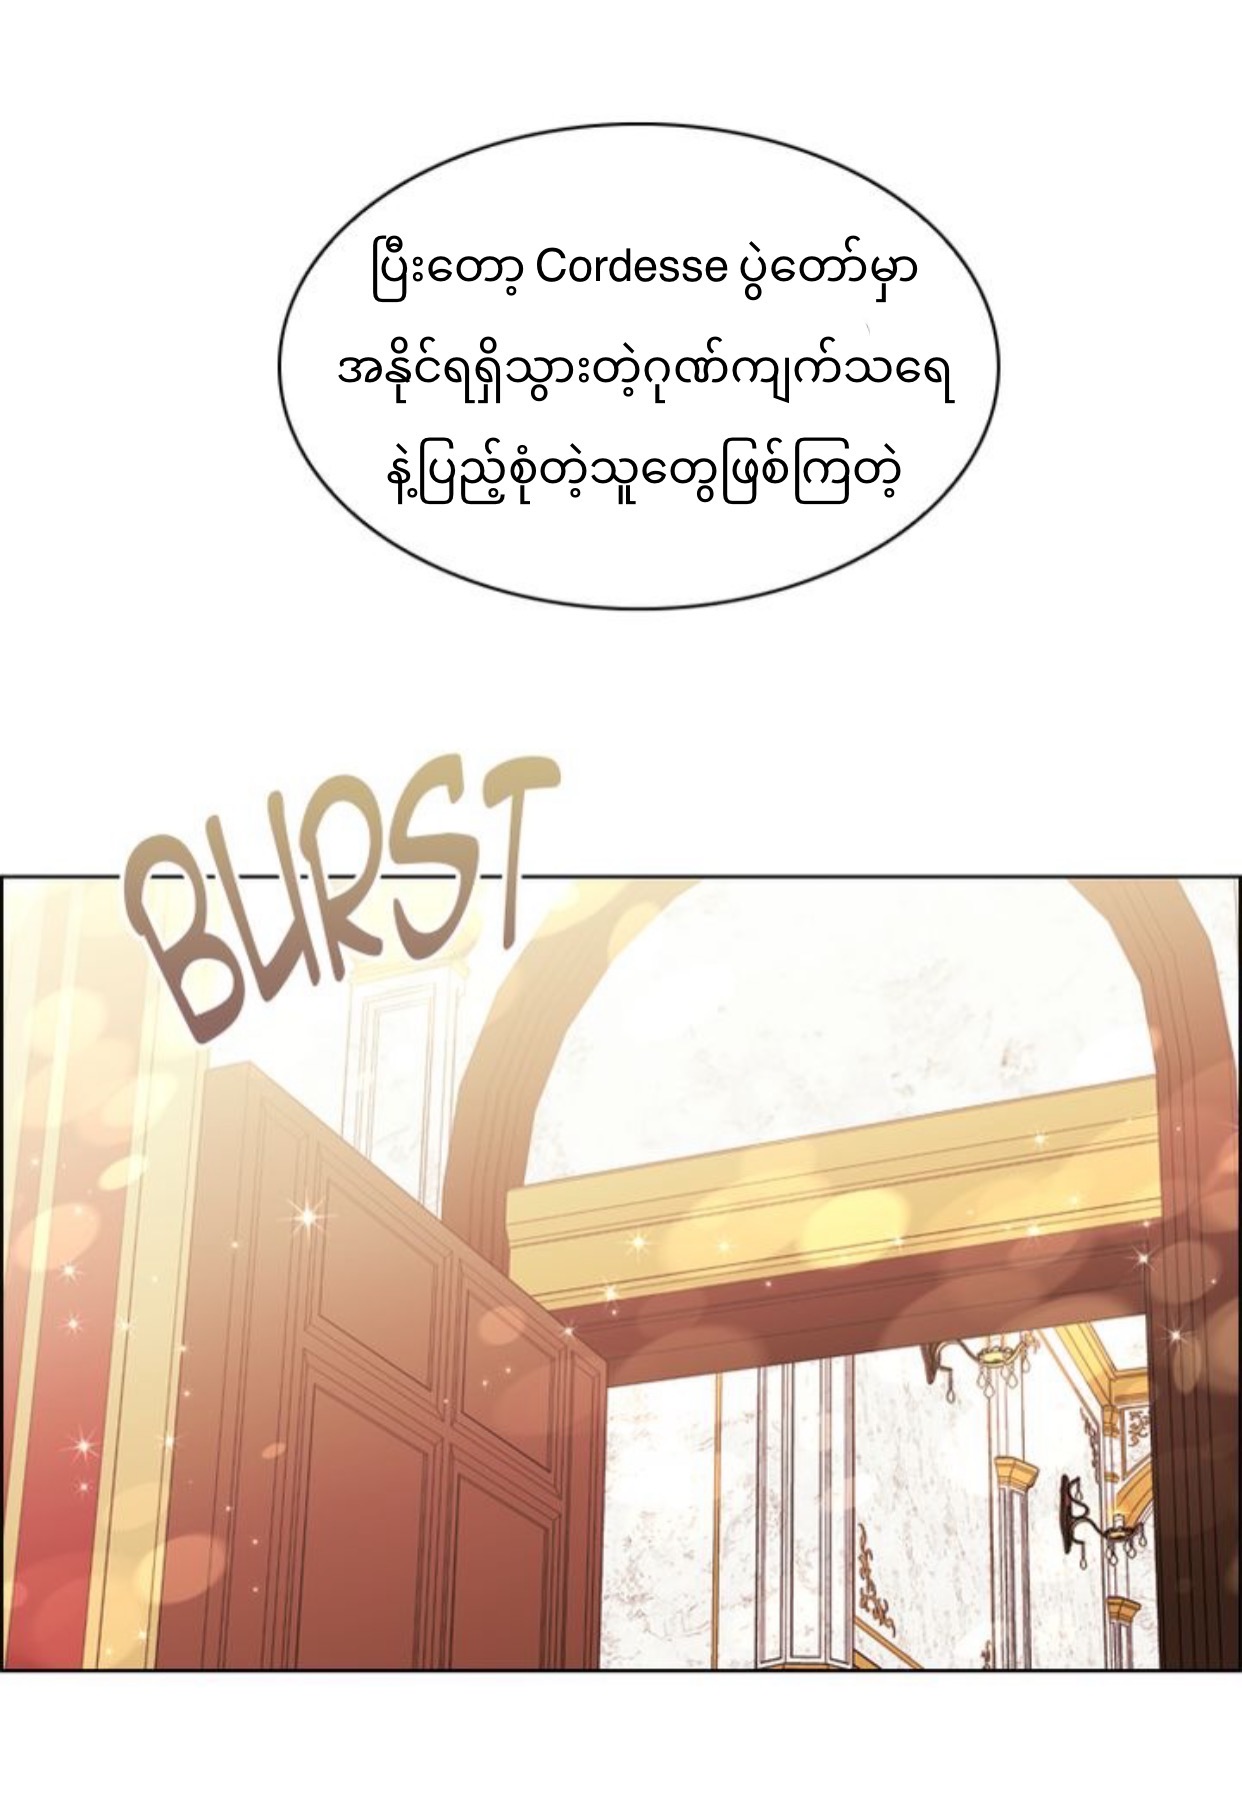 ပြီးတော့ Cordesse ပွဲတော်မှာ
အနိုင်ရရှိသွားတဲ့ဂုဏ်ကျက်သရေ
နဲ့ပြည့်စုံတဲ့သူတွေဖြစ်ကြတဲ့
BURST